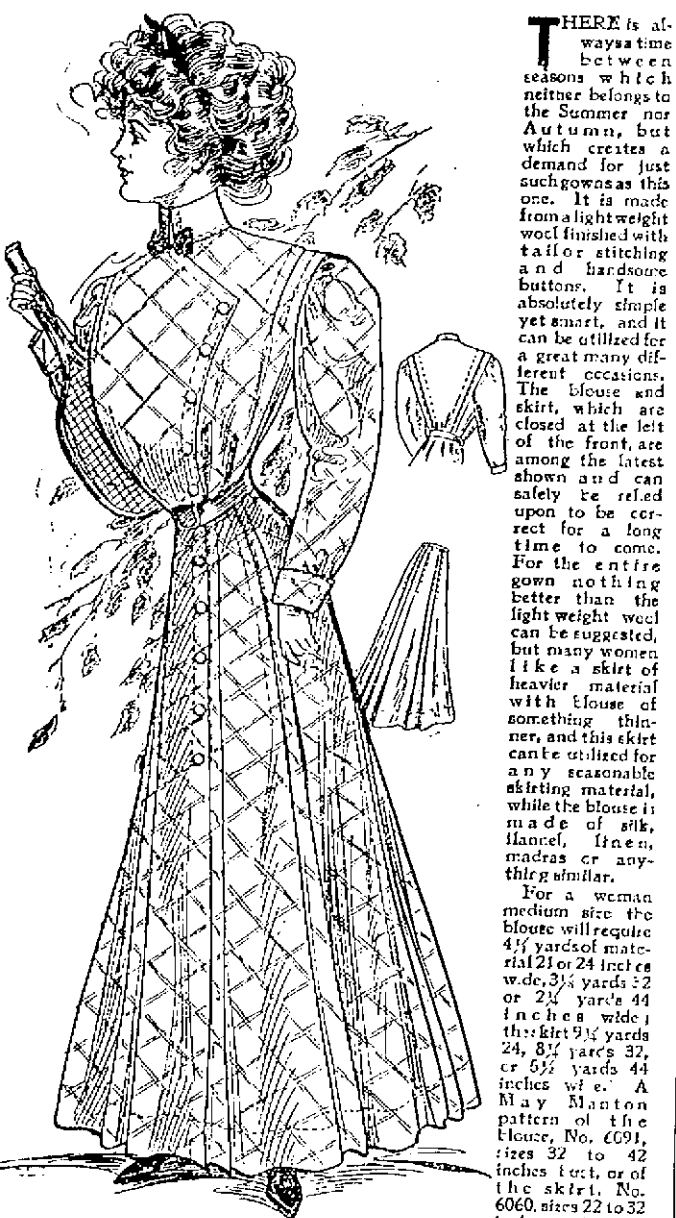 THERE is al-
ways a time
between
seasons which
neither belongs to
the Summer nor
Autumn, but
which creates a
demand for just
such gowns as this
one. It is made
from a light weight
wool finished with
tailor stitching
and handsome
buttons. It is
absolutely simple
yet smart, and it
can be utilized for
a great many dif-
ferent occasions.
The blouse and
skirt, which are
closed at the left
of the front, are
among the latest
shown and can
safely be relied
upon to be cor-
rect for a long
time to come.
For the entire
gown nothing
better than the
light weight wool
can be suggested,
but many women
like a skirt of
heavier material
with blouse of
something thin-
ner, and this skirt
can be utilized for
any seasonable
skirting material,
while the blouse is
made of silk,
flannel, linen,
madras or any-
thing similar.
For a woman
medium size the
blouse will require
yards of mate-
rial 21 or 24 inches
wide, yards 32
or yards 44
inches wide;
the skirt yards
24, yards 32,
or yards 44
inches wide. A
May Manton
pattern of the
blouse, No. 6091,
sizes 32 to 42
inches bust, or of
the skirt, No.
6060, sizes 22 to 32